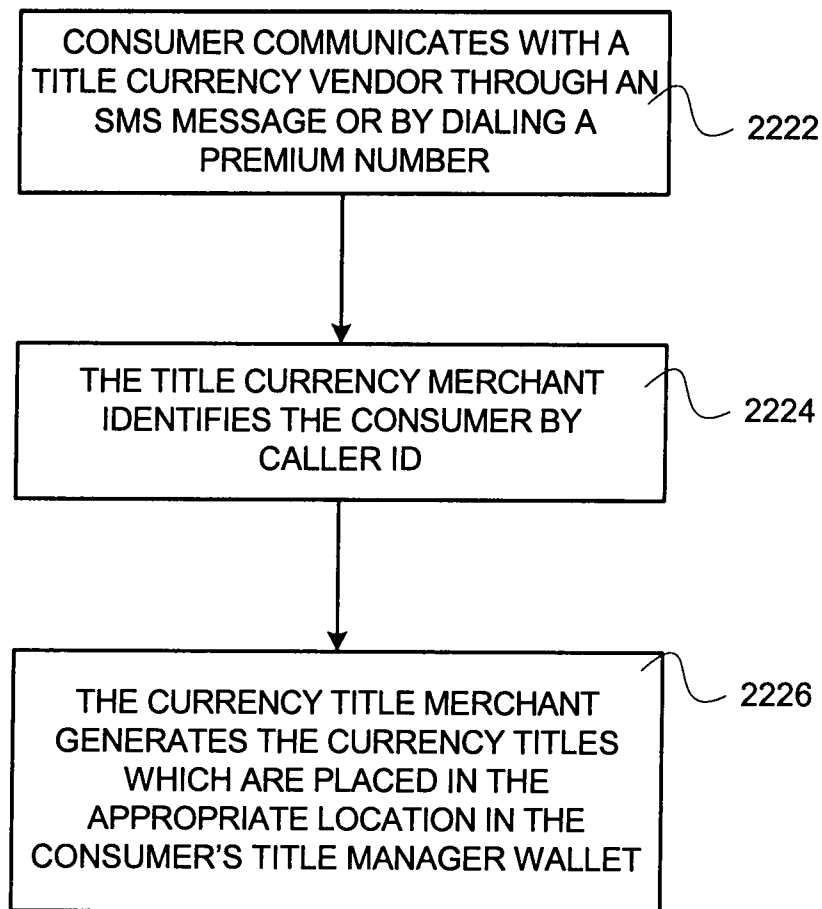 CONSUMER COMMUNICATES WITH A
TITLE CURRENCY VENDOR THROUGH AN
SMS MESSAGE OR BY DIALING A
PREMIUM NUMBER
2222
THE TITLE CURRENCY MERCHANT
IDENTIFIES THE CONSUMER BY
CALLER ID
2224
THE CURRENCY TITLE MERCHANT
GENERATES THE CURRENCY TITLES
WHICH ARE PLACED IN THE
APPROPRIATE LOCATION IN THE
CONSUMER'S TITLE MANAGER WALLET
2226